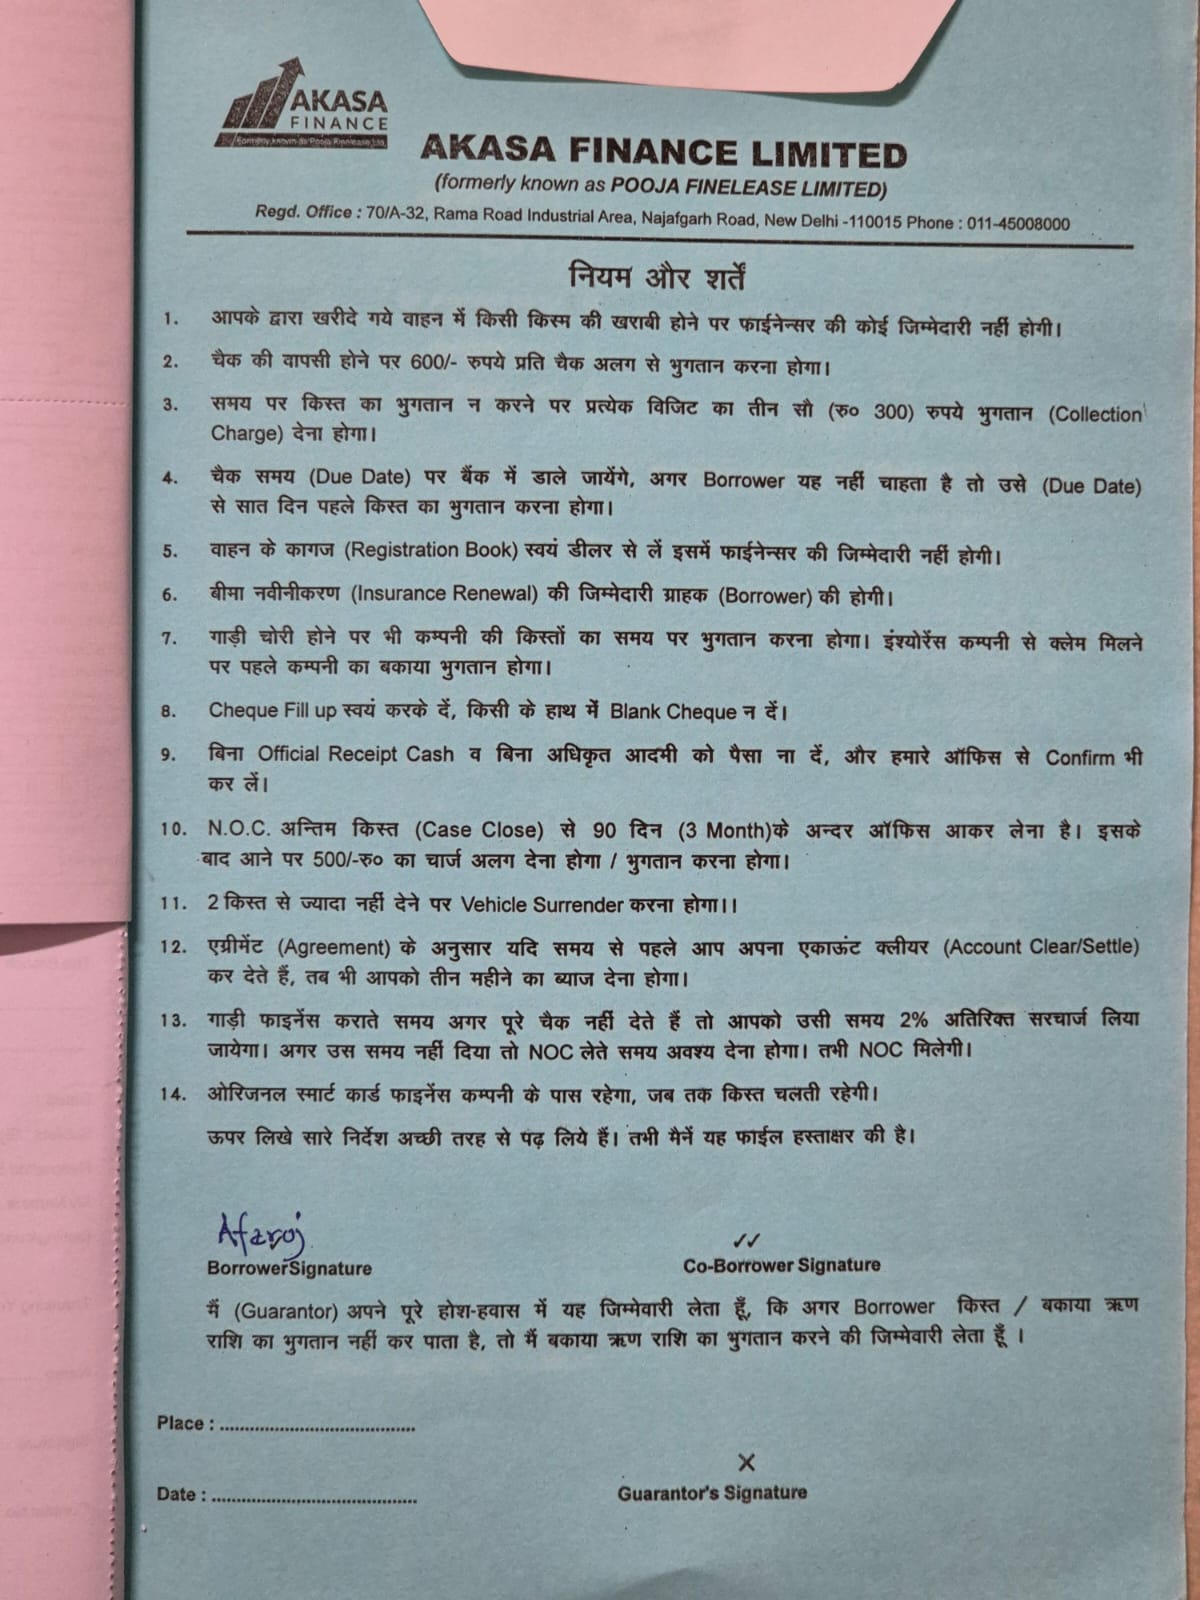 AKASA
FINANCE
Formerly known as Pooja Finelease Ltd.
AKASA FINANCE LIMITED
(formerly known as POOJA FINELEASE LIMITED)
Regd. Office : 70/A-32, Rama Road Industrial Area, Najafgarh Road, New Delhi -110015 Phone : 011-45008000
नियम और शर्तें
1. आपके द्वारा खरीदे गये वाहन में किसी किस्म की खराबी होने पर फाईनेन्सर की कोई जिम्मेदारी नहीं होगी।
2. चैक की वापसी होने पर 600/- रुपये प्रति चैक अलग से भुगतान करना होगा।
3. समय पर किस्त का भुगतान न करने पर प्रत्येक विजिट का तीन सौ (रु० 300) रुपये भुगतान (Collection
Charge) देना होगा।
4. चैक समय (Due Date) पर बैंक में डाले जायेंगे, अगर Borrower यह नहीं चाहता है तो उसे (Due Date)
से सात दिन पहले किस्त का भुगतान करना होगा।
5. वाहन के कागज (Registration Book) स्वयं डीलर से लें इसमें फाईनेन्सर की जिम्मेदारी नहीं होगी।
6. बीमा नवीनीकरण (Insurance Renewal) की जिम्मेदारी ग्राहक (Borrower) की होगी।
7. गाड़ी चोरी होने पर भी कम्पनी की किस्तों का समय पर भुगतान करना होगा। इंश्योरेंस कम्पनी से क्लेम मिलने
पर पहले कम्पनी का बकाया भुगतान होगा।
8. Cheque Fill up स्वयं करके दें, किसी के हाथ में Blank Cheque न दें।
9. बिना Official Receipt Cash व बिना अधिकृत आदमी को पैसा ना दें, और हमारे ऑफिस से Confirm भी
कर लें।
10. N.O.C. अन्तिम किस्त (Case Close) से 90 दिन (3 Month)के अन्दर ऑफिस आकर लेना है। इसके
बाद आने पर 500/-रु० का चार्ज अलग देना होगा / भुगतान करना होगा।
11. 2 किस्त से ज्यादा नहीं देने पर Vehicle Surrender करना होगा।।
12. एग्रीमेंट (Agreement) के अनुसार यदि समय से पहले आप अपना एकाऊंट क्लीयर (Account Clear/Settle)
कर देते हैं, तब भी आपको तीन महीने का ब्याज देना होगा।
13. गाड़ी फाइनेंस कराते समय अगर पूरे चैक नहीं देते हैं तो आपको उसी समय 2% अतिरिक्त सरचार्ज लिया
जायेगा। अगर उस समय नहीं दिया तो NOC लेते समय अवश्य देना होगा। तभी NOC मिलेगी।
14. ओरिजनल स्मार्ट कार्ड फाइनेंस कम्पनी के पास रहेगा, जब तक किस्त चलती रहेगी।
ऊपर लिखे सारे निर्देश अच्छी तरह से पढ़ लिये हैं। तभी मैनें यह फाईल हस्ताक्षर की है।
Afaroj
BorrowerSignature
Co-Borrower Signature
मैं (Guarantor) अपने पूरे होश-हवास में यह जिम्मेवारी लेता हूँ, कि अगर Borrower किस्त / बकाया ऋण
राशि का भुगतान नहीं कर पाता है, तो मैं बकाया ऋण राशि का भुगतान करने की जिम्मेवारी लेता हूँ ।
Place : ......................................
X
Date : ........................................
Guarantor's Signature